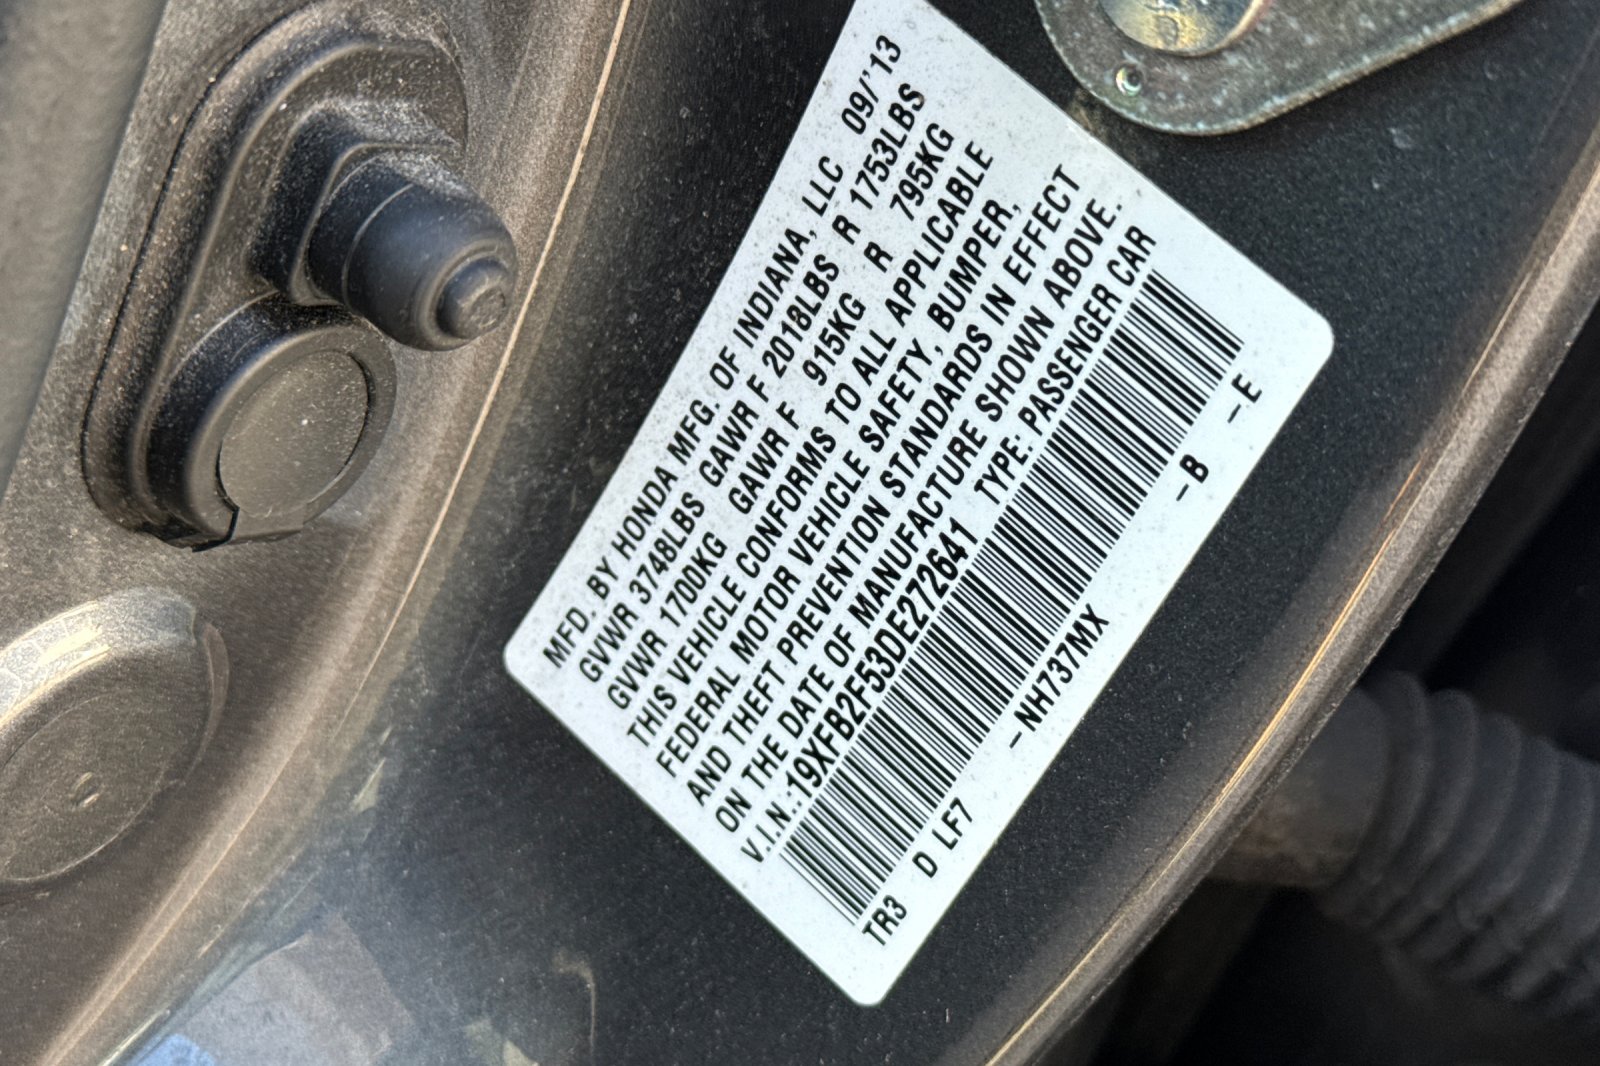 MFD. BY HONDA MFG. OF INDIANA, LLC 09/'13
GVWR 3748LBS GAWR F 2018LBS R 1753LBS
GVWR 1700KG GAWR F 915KG R 795KG
THIS VEHICLE CONFORMS TO ALL APPLICABLE
FEDERAL MOTOR VEHICLE SAFETY, BUMPER,
AND THEFT PREVENTION STANDARDS IN EFFECT
ON THE DATE OF MANUFACTURE SHOWN ABOVE.
V.I.N.:19XFB2F53DE272641 TYPE: PASSENGER CAR
TR3 D LF7 –NH737MX –B –E